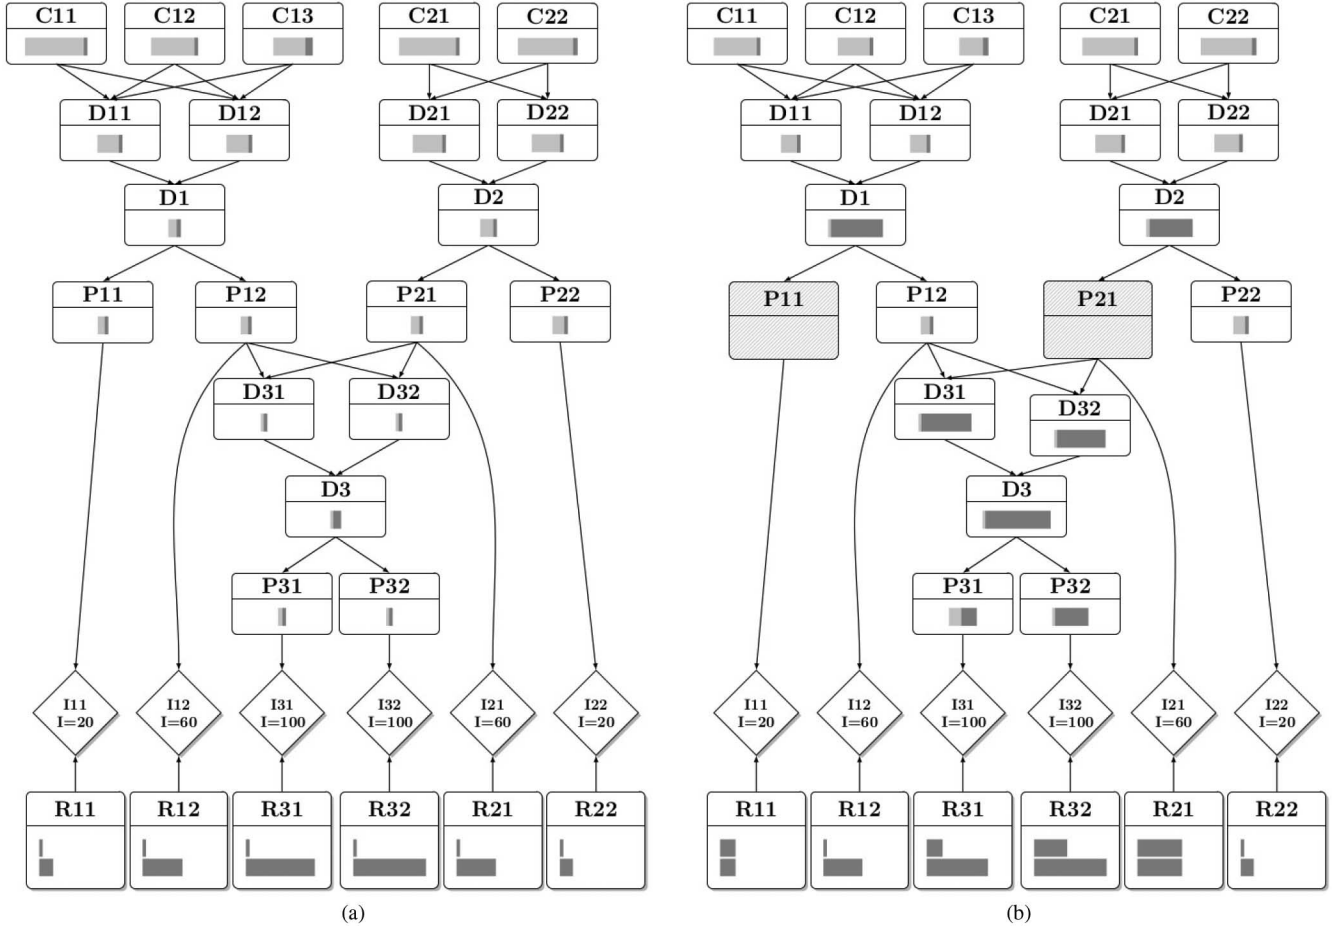 C11 C12 C13 C21 C22
D11 D12 D21 D22
D1 D2
P11 P12 P21 P22
D31 D32
D3
P31 P32
I11 I12 I31 I32 I21 I22
I=20 I=60 I=100 I=100 I=60 I=20
R11 R12 R31 R32 R21 R22
(a)
C11 C12 C13 C21 C22
D11 D12 D21 D22
D1 D2
P11 P12 P21 P22
D31
D32
D3
P31 P32
I11 I12 I31 I32 I21 I22
I=20 I=60 I=100 I=100 I=60 I=20
R11 R12 R31 R32 R21 R22
(b)